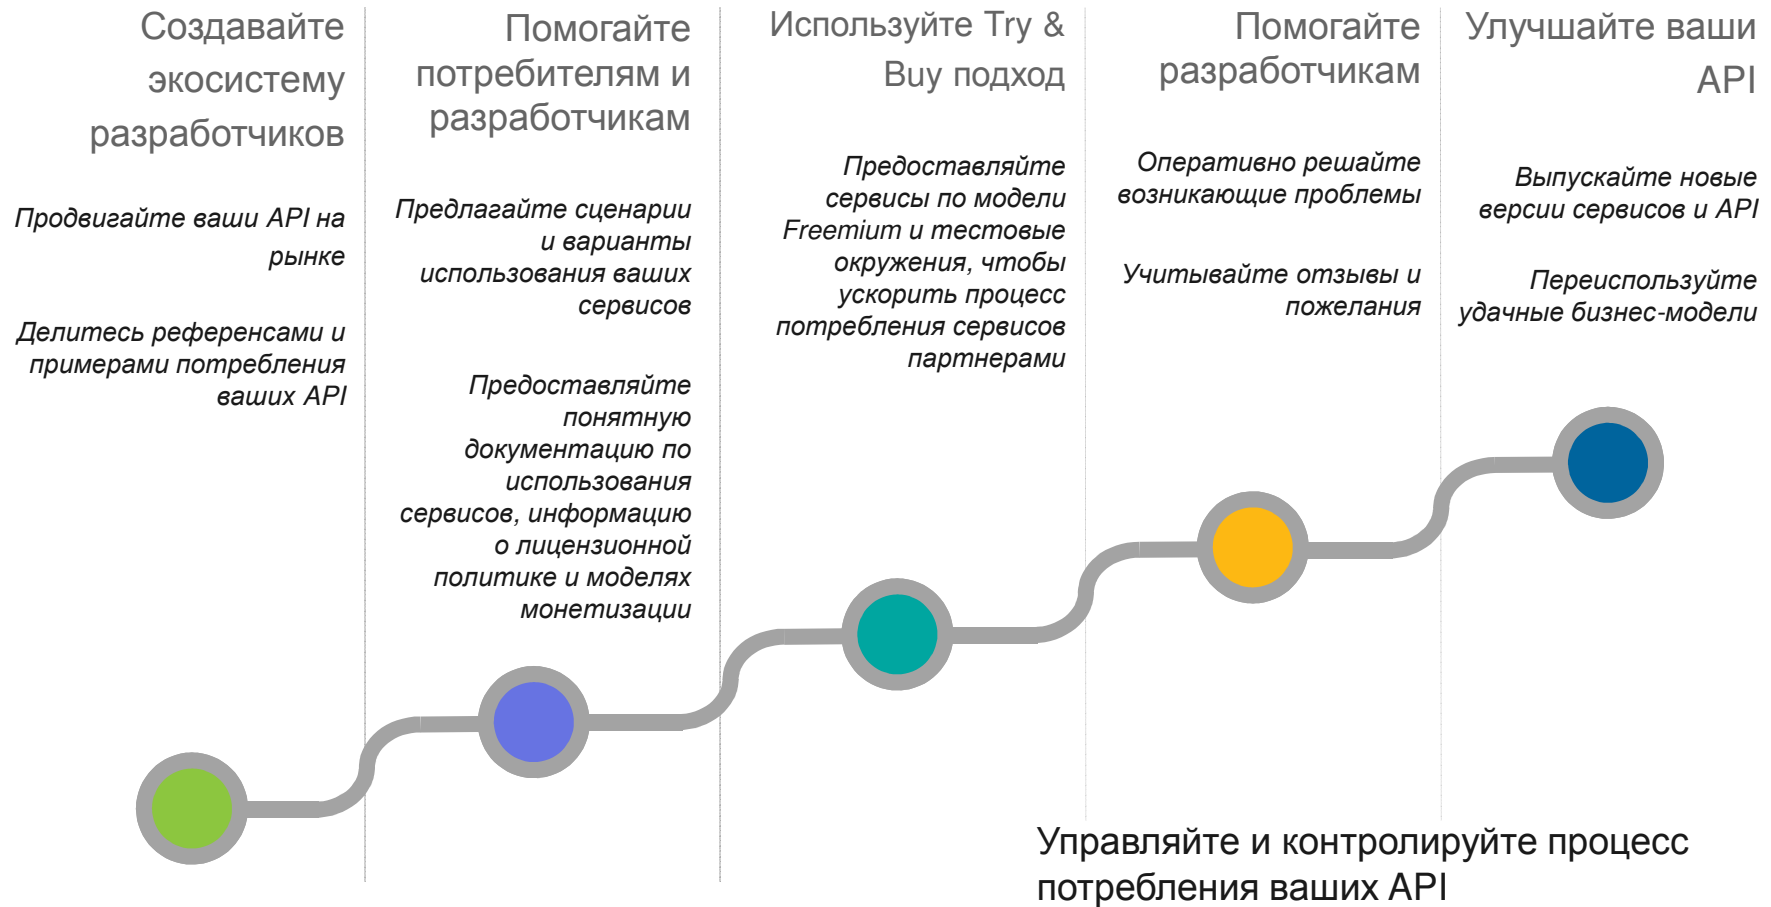 Создавайте
экосистему
разработчиков
Продвигайте ваши API на
рынке
Делитесь референсами и
примерами потребления
ваших API
Помогайте
потребителям и
разработчикам
Предлагайте сценарии
и варианты
использования ваших
сервисов
Предоставляйте
понятную
документацию по
использования
сервисов, информацию
о лицензионной
политике и моделях
монетизации
Используйте Try &
Buy подход
Предоставляйте
сервисы по модели
Freemium и тестовые
окружения, чтобы
ускорить процесс
потребления сервисов
партнерами
Помогайте
разработчикам
Оперативно решайте
возникающие проблемы
Учитывайте отзывы и
пожелания
Улучшайте ваши
API
Выпускайте новые
версии сервисов и API
Переиспользуйте
удачные бизнес-модели
Управляйте и контролируйте процесс
потребления ваших API